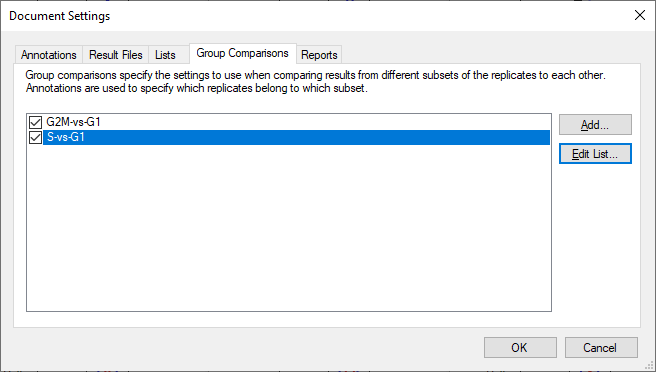 Document Settings
Annotations Result Files Lists Group Comparisons Reports
Group comparisons specify the settings to use when comparing results from different subsets of the replicates to each other.
Annotations are used to specify which replicates belong to which subset.
G2M-vs-G1
S-vs-G1
Add...
Edit List...
OK Cancel